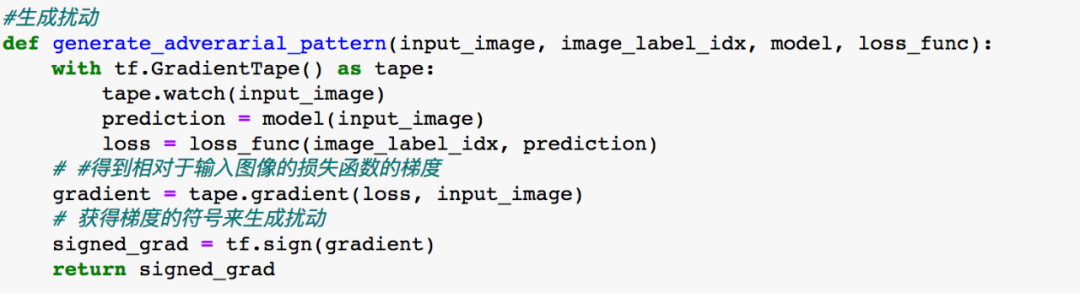 #生成扰动
def generate_adverarial_pattern(input_image, image_label_idx, model, loss_func):
    with tf.GradientTape() as tape:
        tape.watch(input_image)
        prediction = model(input_image)
        loss = loss_func(image_label_idx, prediction)
    # #得到相对于输入图像的损失函数的梯度
    gradient = tape.gradient(loss, input_image)
    # 获得梯度的符号来生成扰动
    signed_grad = tf.sign(gradient)
    return signed_grad